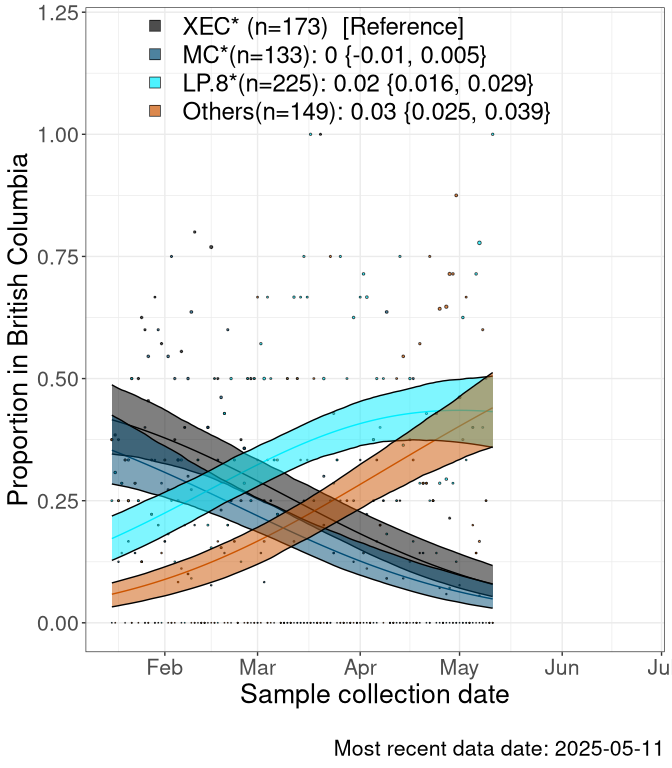 XEC* (n=173)  [Reference]
MC*(n=133): 0 {-0.01, 0.005}
LP.8*(n=225): 0.02 {0.016, 0.029}
Others(n=149): 0.03 {0.025, 0.039}
1.25
1.00
0.75
0.50
0.25
0.00
Proportion in British Columbia
Feb Mar Apr May Jun Ju
Sample collection date
Most recent data date: 2025-05-11